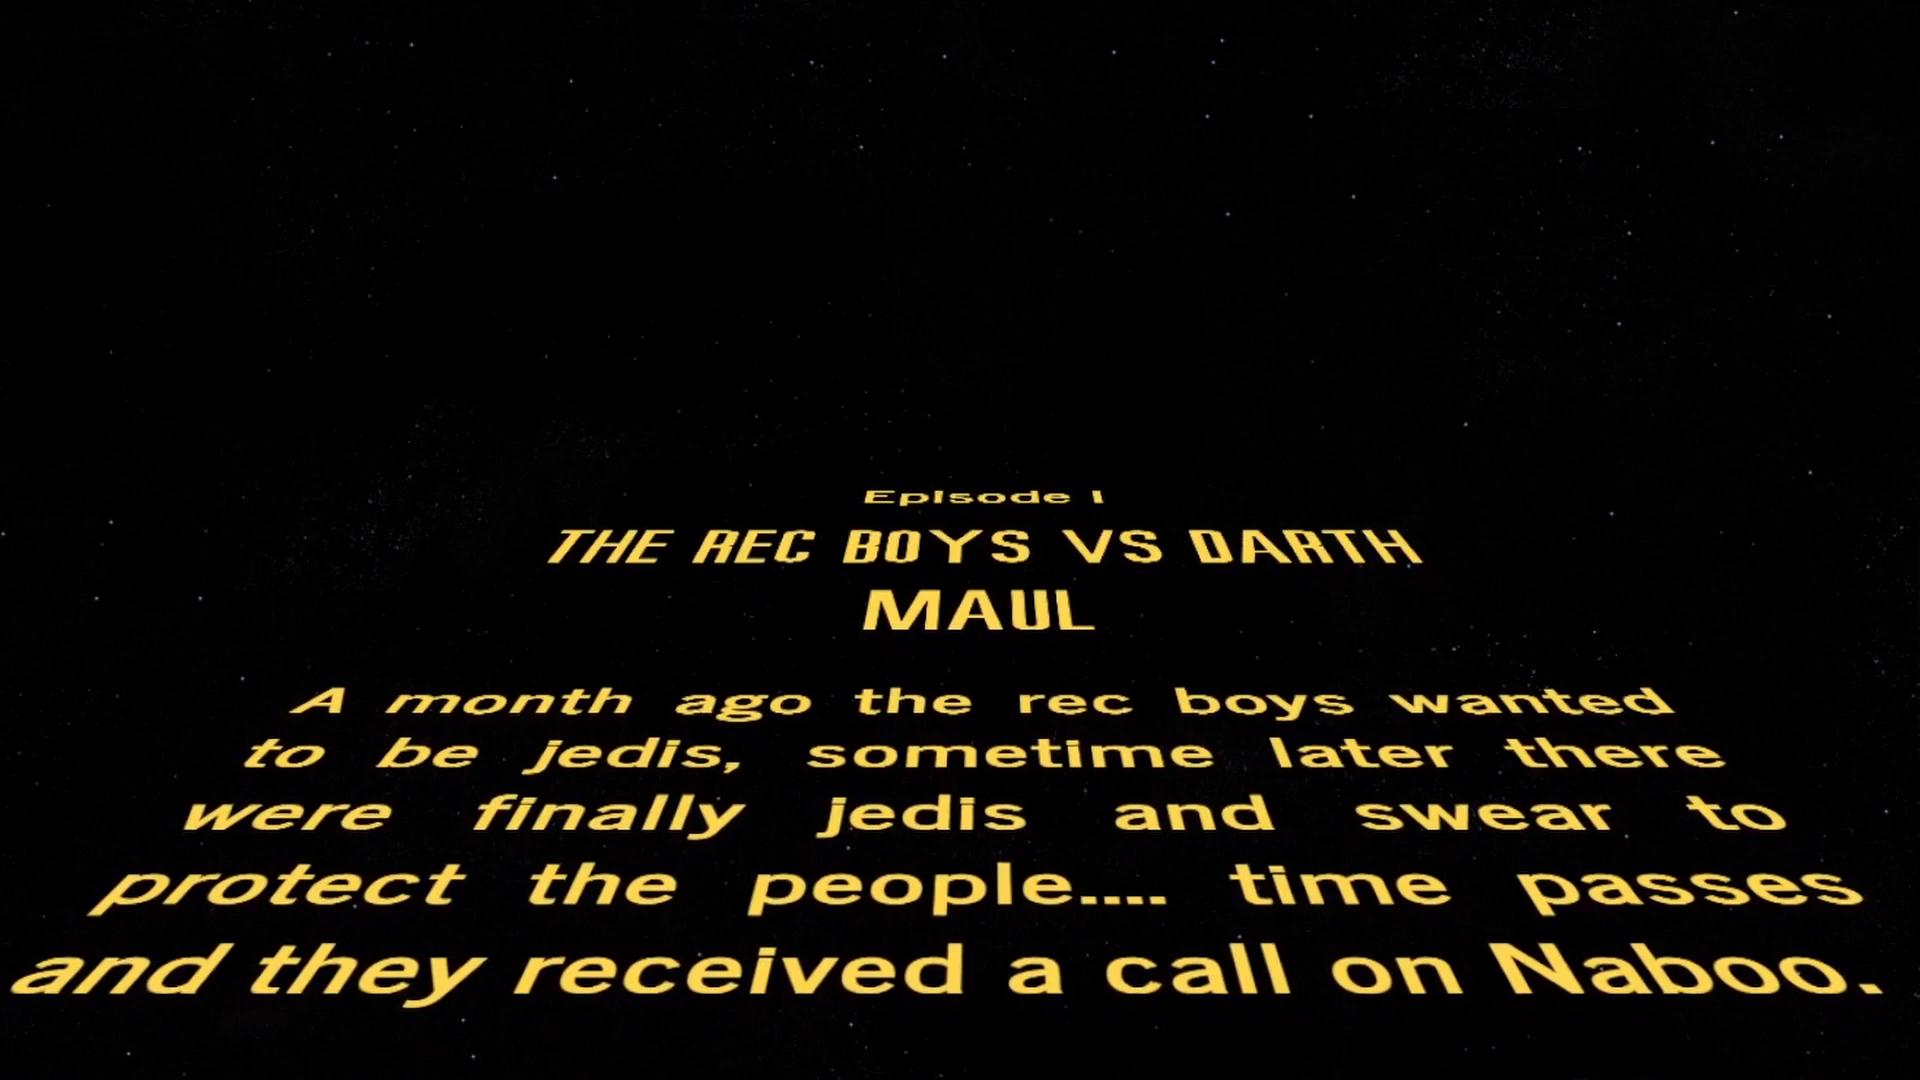 Episode I
THE REC BOYS VS DARTH
MAUL
A month ago the rec boys wanted
to be jedis, sometime later there
were finally jedis and swear to
protect the people.... time passes
and they received a call on Naboo.